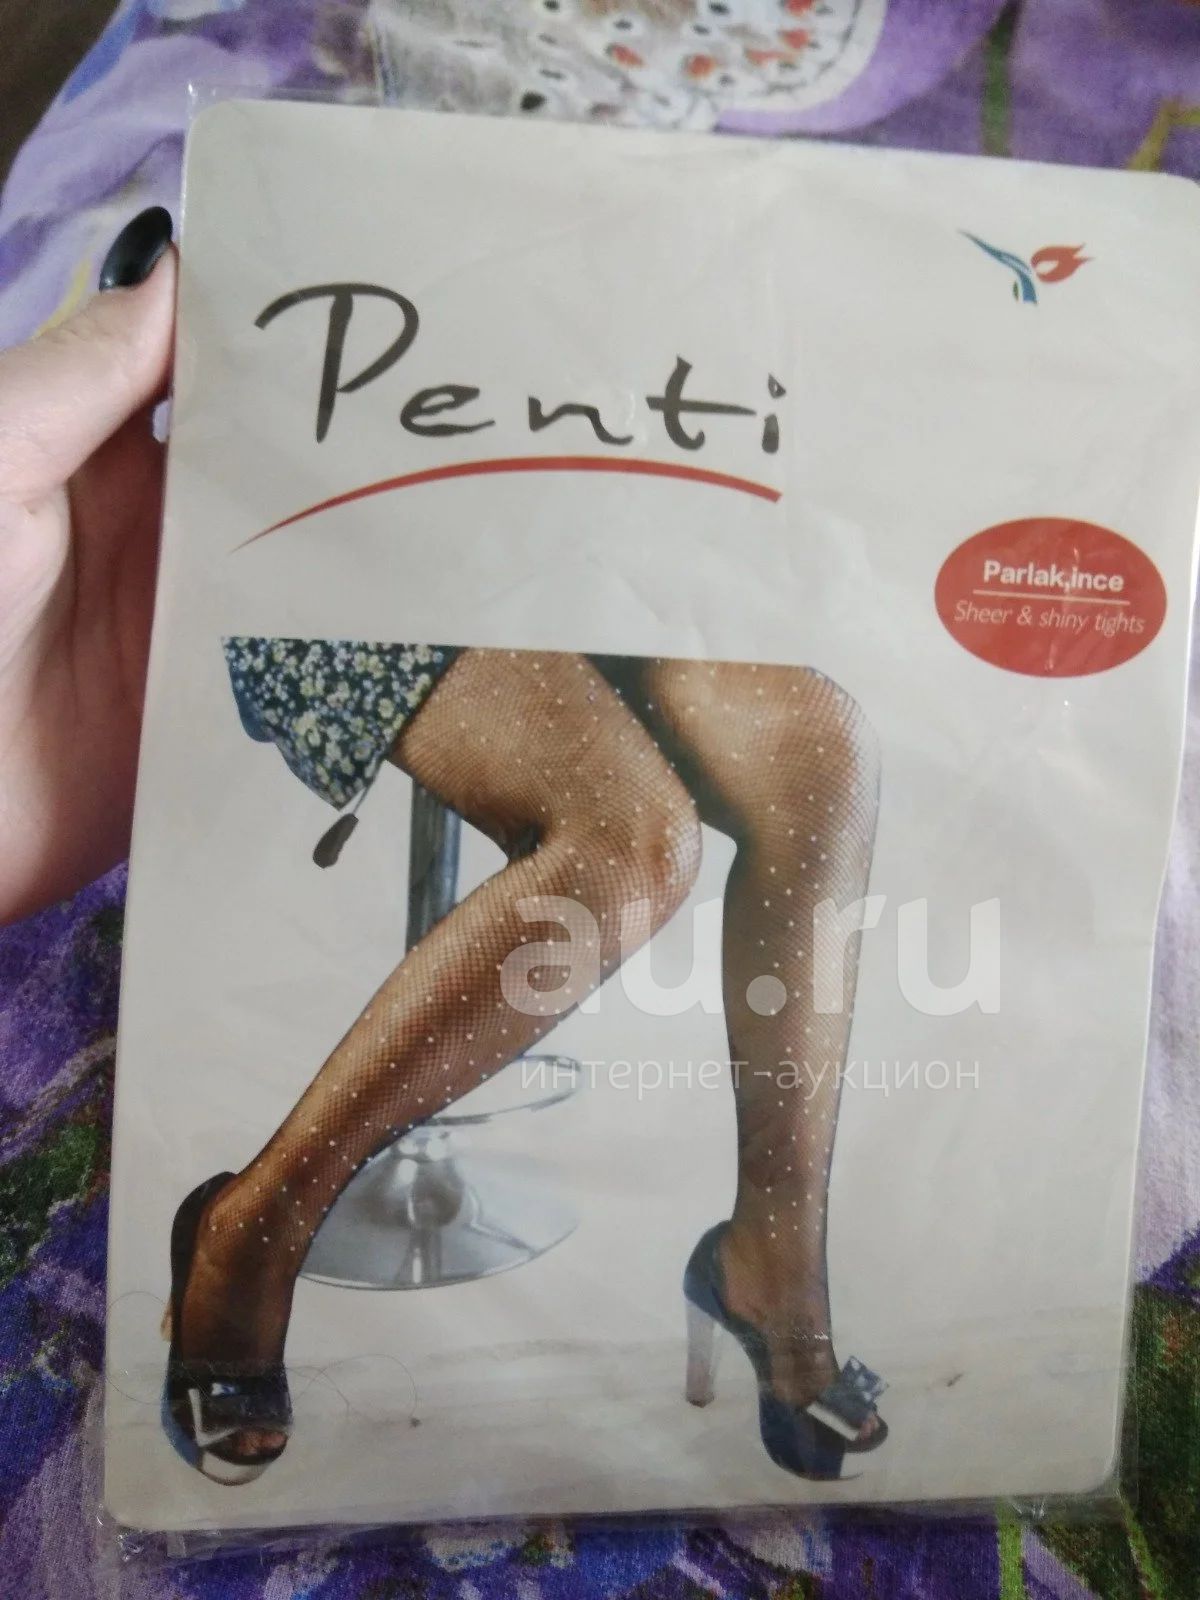 Penti
Parlak,ince
Sheer & shiny tights
au.ru
интернет-аукцион